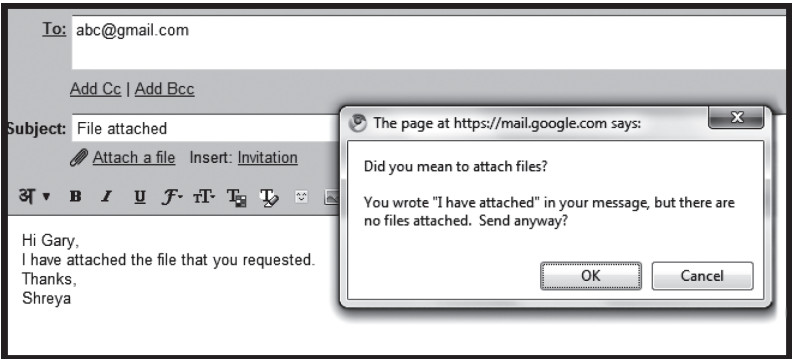 To: abc@gmail.com
Add Cc | Add Bcc
Subject: File attached
Attach a file Insert: Invitation
अ B I U F T T T
Hi Gary,
I have attached the file that you requested.
Thanks,
Shreya
The page at https://mail.google.com says: X
Did you mean to attach files?
You wrote "I have attached" in your message, but there are
no files attached. Send anyway?
OK Cancel